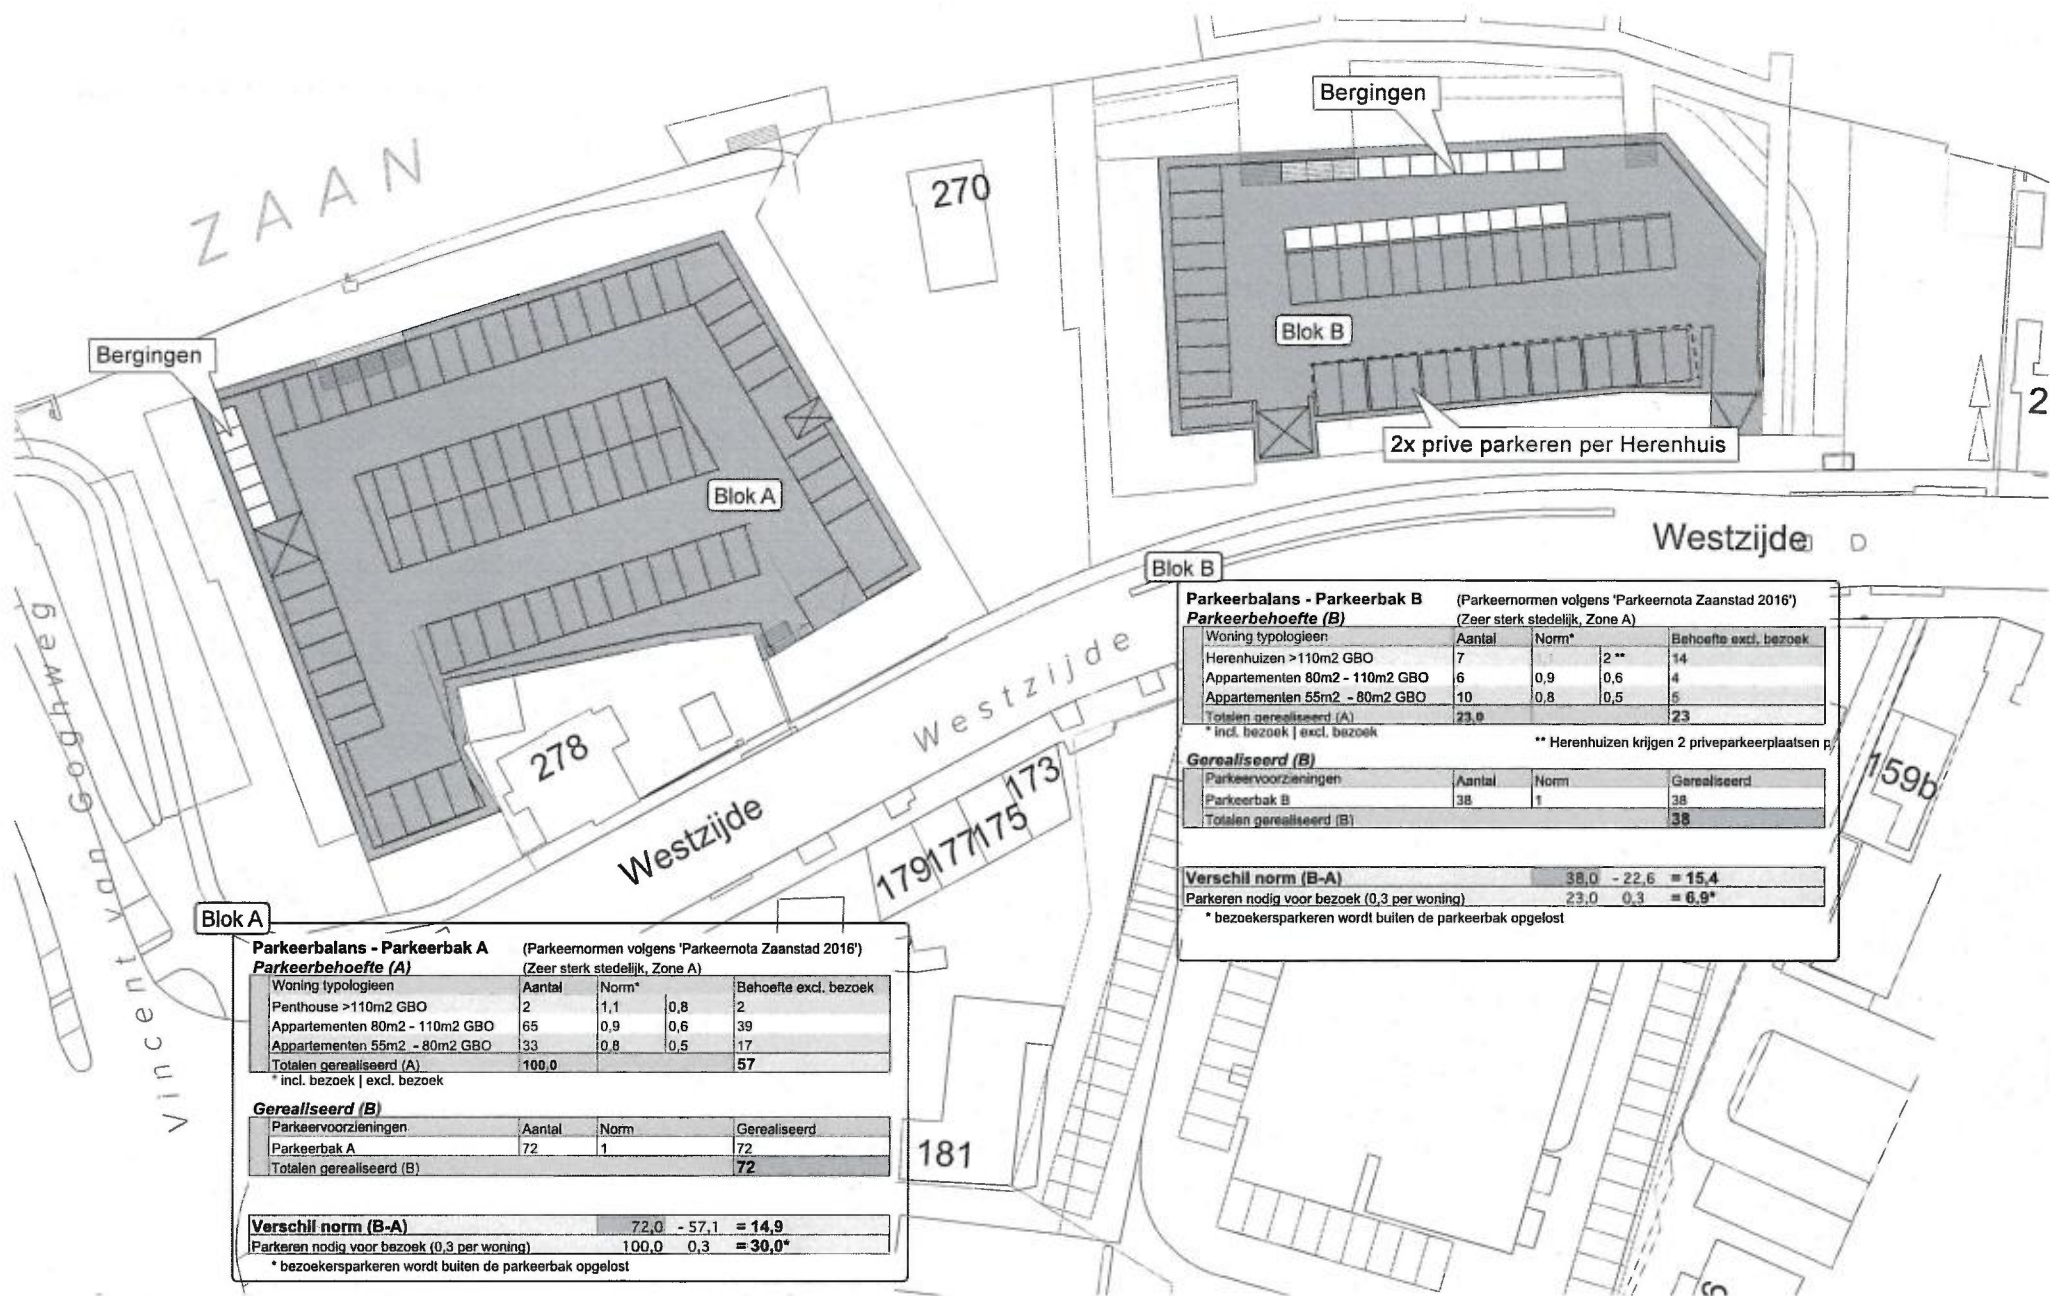 ZAAN
270
Bergingen
Blok B
2x prive parkeren per Herenhuis
2
Bergingen
Blok A
278
Westzijde
Westzijde
Westzijde
D
173
175
177
179
159b
181
Vincent van Goghweg
Blok B
Parkeerbalans - Parkeerbak B (Parkeernormen volgens 'Parkeernota Zaanstad 2016')
Parkeerbehoefte (B) (Zeer sterk stedelijk, Zone A)
Woning typologieen Aantal Norm* Behoefte excl. bezoek
Herenhuizen >110m2 GBO 7 2 ** 14
Appartementen 80m2 - 110m2 GBO 6 0,9 0,6 4
Appartementen 55m2 - 80m2 GBO 10 0,8 0,5 5
Totalen gerealiseerd (A) 23,0 23
* incl. bezoek | excl. bezoek
** Herenhuizen krijgen 2 priveparkeerplaatsen p
Gerealiseerd (B)
Parkeervoorzieningen Aantal Norm Gerealiseerd
Parkeerbak B 38 1 38
Totalen gerealiseerd (B) 38
Verschil norm (B-A) 38,0 - 22,6 = 15,4
Parkeren nodig voor bezoek (0,3 per woning) 23,0 0,3 = 6,9*
* bezoekersparkeren wordt buiten de parkeerbak opgelost
Blok A
Parkeerbalans - Parkeerbak A (Parkeernormen volgens 'Parkeernota Zaanstad 2016')
Parkeerbehoefte (A) (Zeer sterk stedelijk, Zone A)
Woning typologieen Aantal Norm* Behoefte excl. bezoek
Penthouse >110m2 GBO 2 1,1 0,8 2
Appartementen 80m2 - 110m2 GBO 65 0,9 0,6 39
Appartementen 55m2 - 80m2 GBO 33 0,8 0,5 17
Totalen gerealiseerd (A) 100,0 57
* incl. bezoek | excl. bezoek
Gerealiseerd (B)
Parkeervoorzieningen Aantal Norm Gerealiseerd
Parkeerbak A 72 1 72
Totalen gerealiseerd (B) 72
Verschil norm (B-A) 72,0 - 57,1 = 14,9
Parkeren nodig voor bezoek (0,3 per woning) 100,0 0,3 = 30,0*
* bezoekersparkeren wordt buiten de parkeerbak opgelost